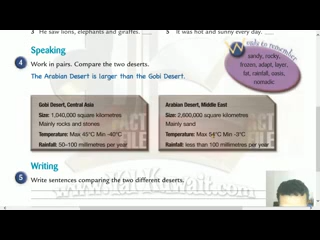 3 He saw lions, elephants and giraffes.
5 It was hot and sunny every day.
Speaking
Words to remember
sandy, rocky,
frozen, adapt, layer,
fat, rainfall, oasis,
nomadic
4 Work in pairs. Compare the two deserts.
The Arabian Desert is larger than the Gobi Desert.
Gobi Desert, Central Asia
Size: 1,040,000 square kilometres
Mainly rocks and stones
Temperature: Max 45°C Min -40°C
Rainfall: 50–100 millimetres per year
Arabian Desert, Middle East
Size: 2,600,000 square kilometres
Mainly sand
Temperature: Max 54°C Min -3°C
Rainfall: less than 100 millimetres per year
Writing
5 Write sentences comparing the two different deserts.